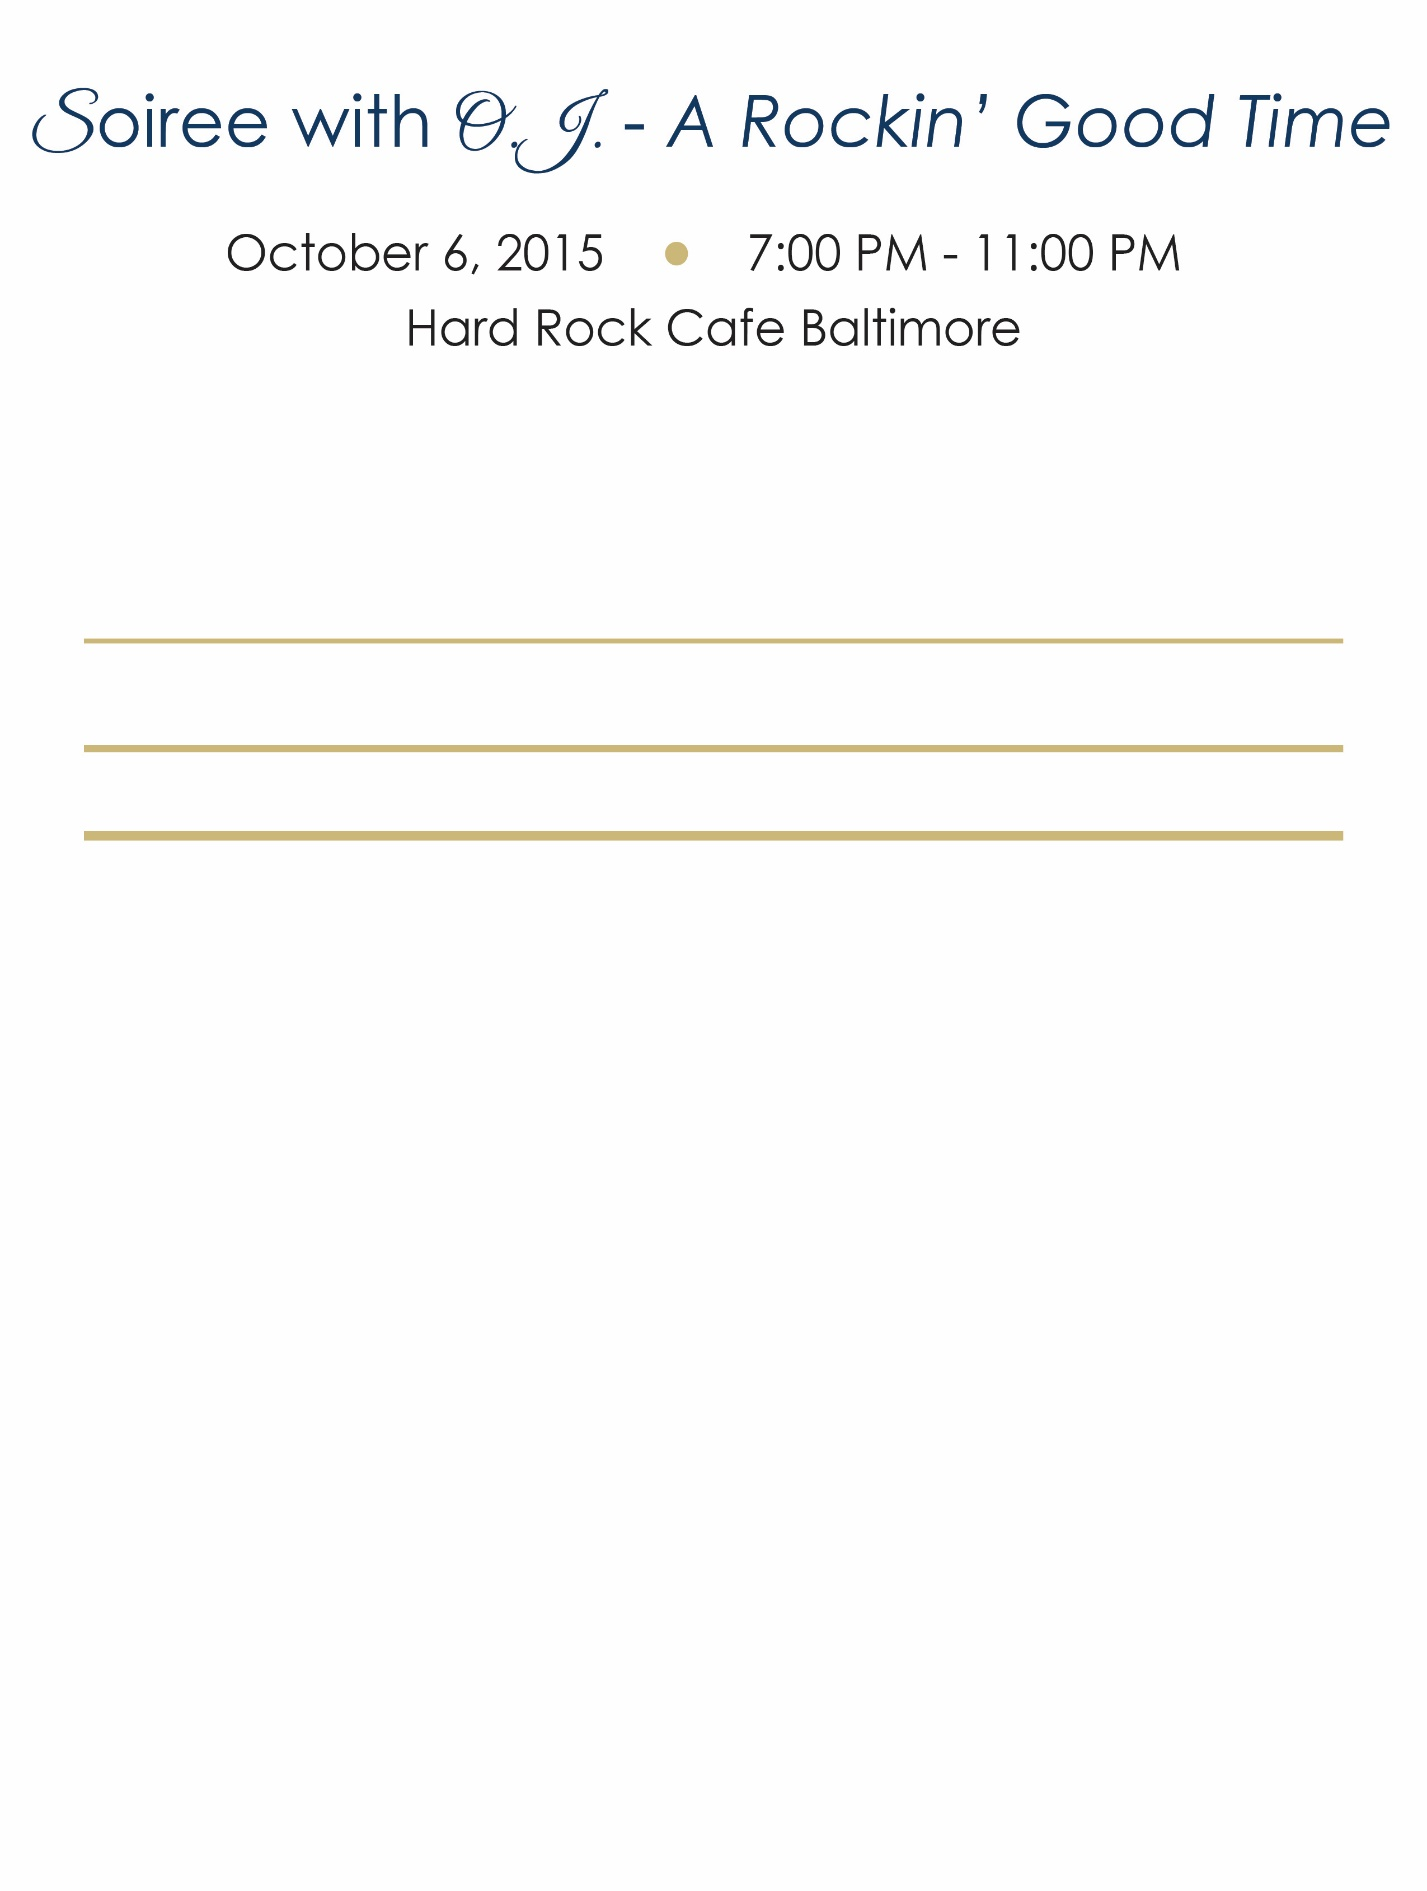 Soiree with O.J. - A Rockin’ Good Time
October 6, 2015 ● 7:00 PM - 11:00 PM
Hard Rock Cafe Baltimore